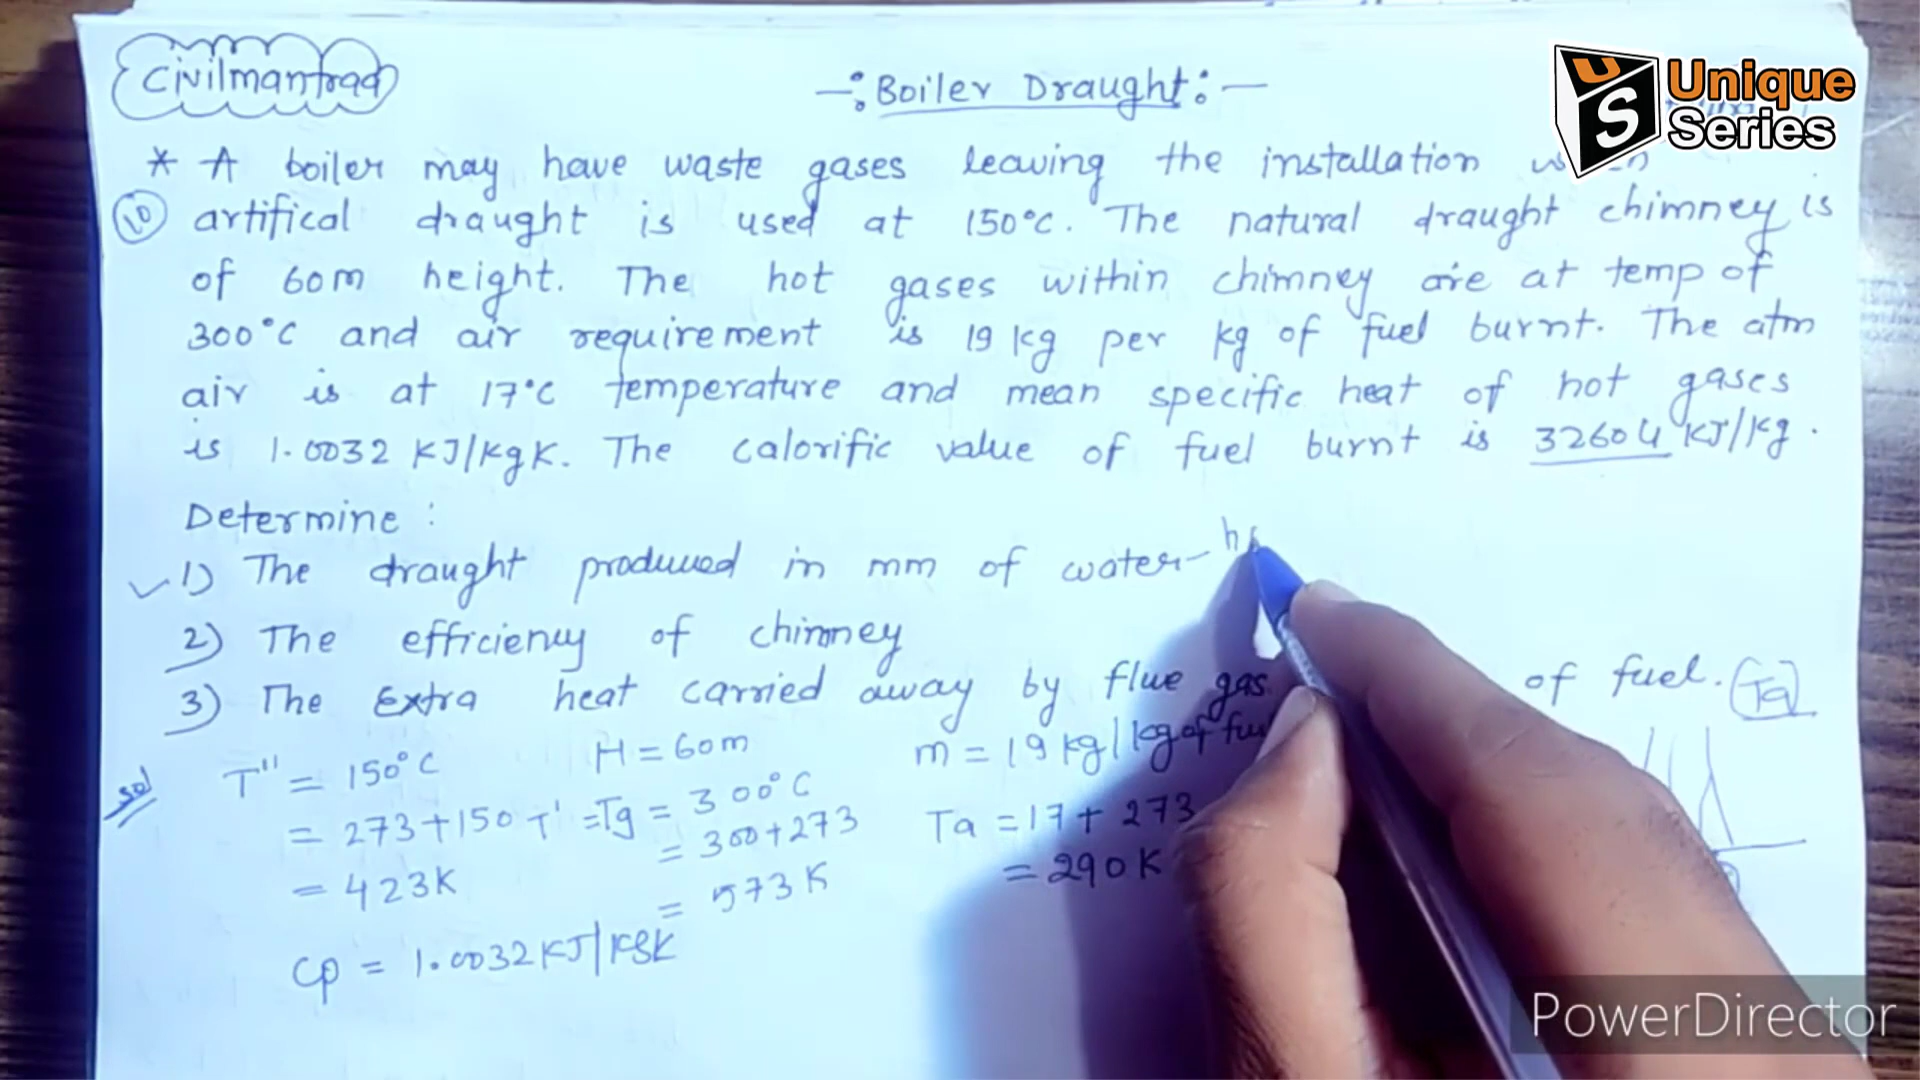 Civilmantraa
—: Boiler Draught :—
US Unique Series
* A boiler may have waste gases leaving the installation
10 artifical draught is used at 150°C. The natural draught chimney is
of 60m height. The hot gases within chimney are at temp of
300°C and air requirement is 19 kg per kg of fuel burnt. The atm
air is at 17°C temperature and mean specific heat of hot gases
is 1.0032 KJ/KgK. The calorific value of fuel burnt is 32604 KJ/Kg.
Determine :
1) The draught produced in mm of water - h
2) The efficiency of chimney
3) The Extra heat carried away by flue gas of fuel. (Ta)
Sol T" = 150°C H = 60m m = 19 kg/kg of fu
= 273+150 T' = Tg = 300°C Ta = 17 + 273
= 423K = 300+273 = 290K
= 573K
Cp = 1.0032 KJ/KgK
PowerDirector